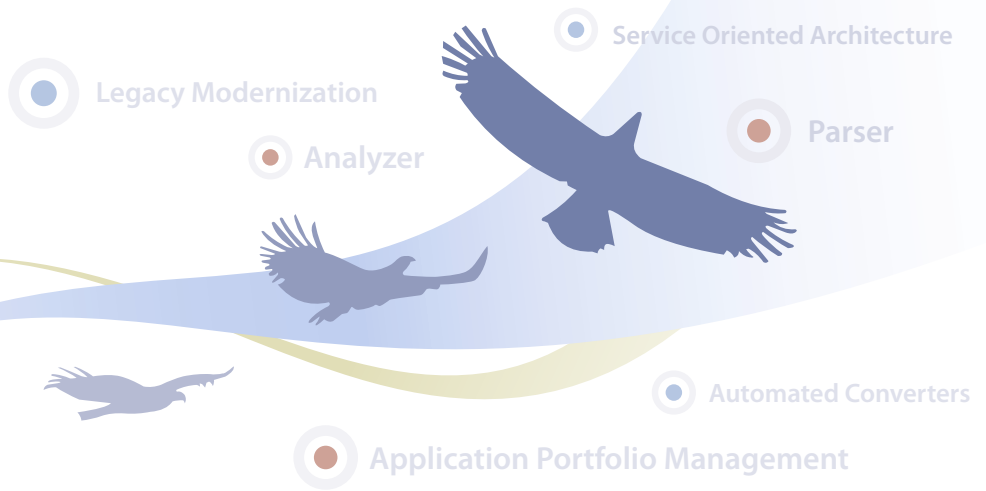 Service Oriented Architecture
Legacy Modernization
Parser
Analyzer
Automated Converters
Application Portfolio Management